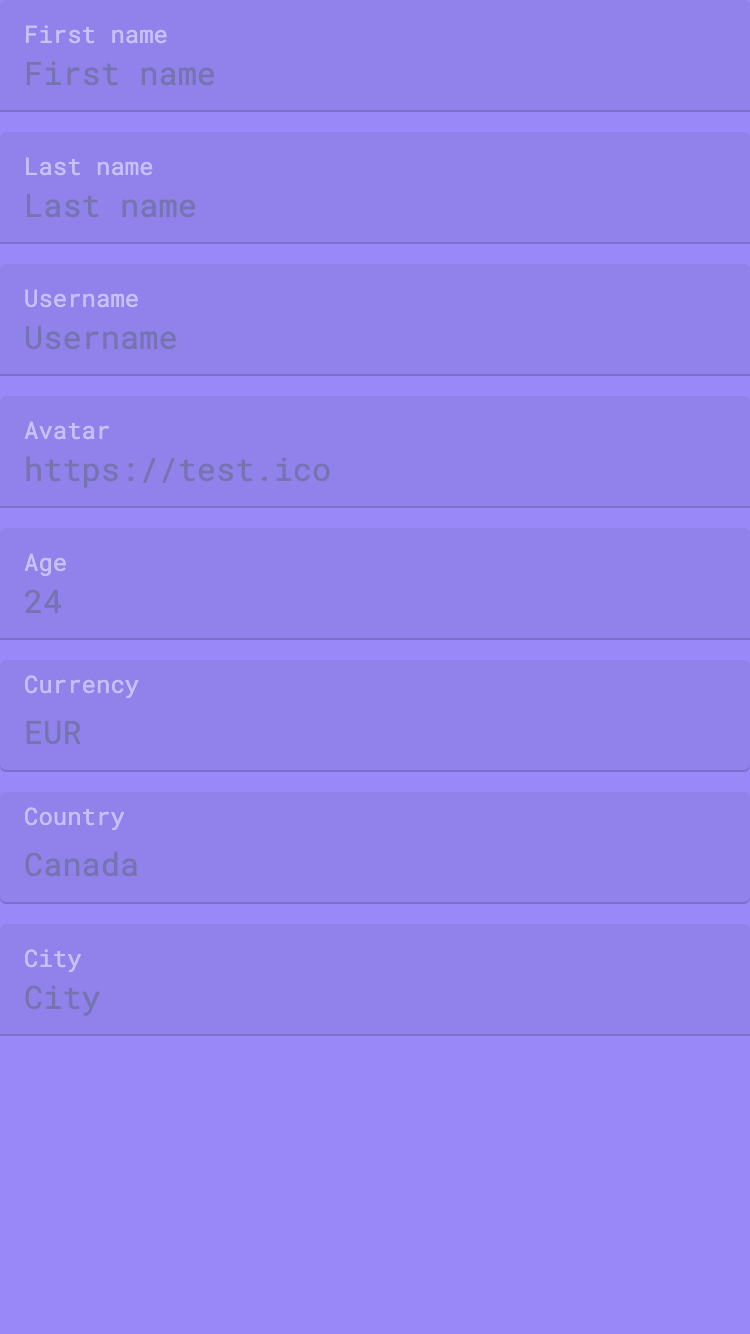 First name
First name
Last name
Last name
Username
Username
Avatar
https://test.ico
Age
24
Currency
EUR
Country
Canada
City
City